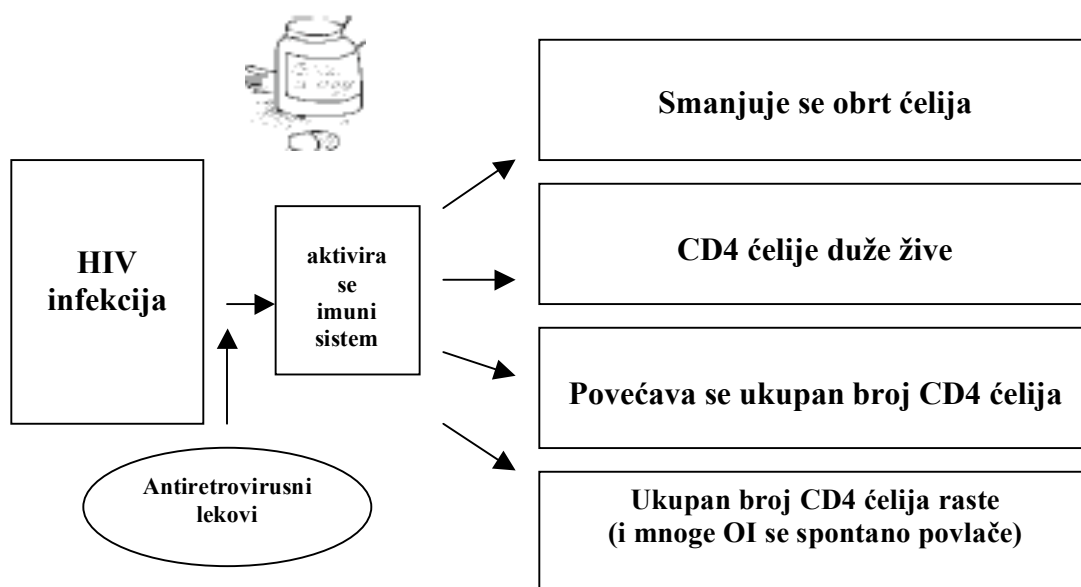 HIV
infekcija
aktivira
se
imuni
sistem
Antiretrovirusni
lekovi
Smanjuje se obrt ćelija
CD4 ćelije duže žive
Povećava se ukupan broj CD4 ćelija
Ukupan broj CD4 ćelija raste
(i mnoge OI se spontano povlače)